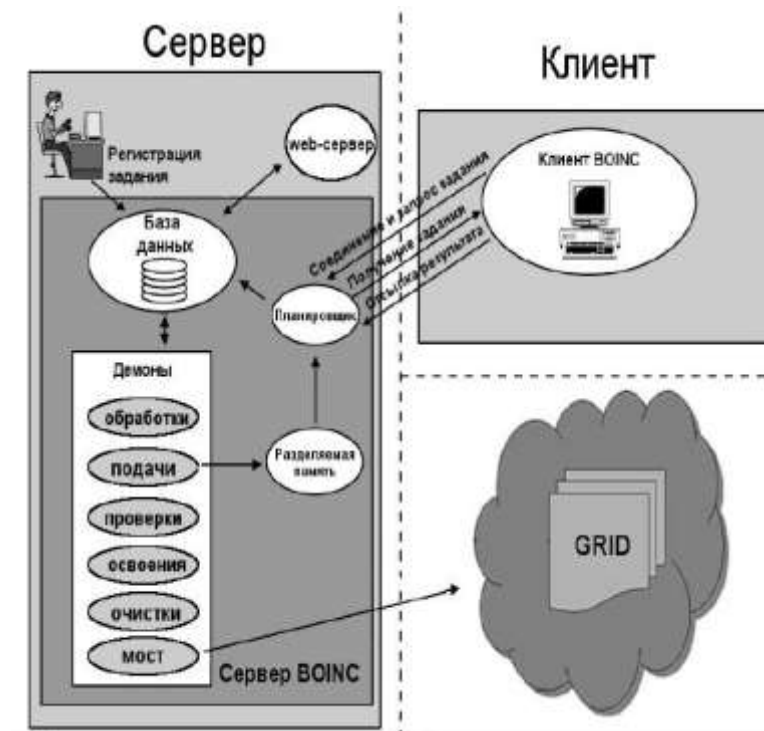 Сервер
Клиент
Регистрация
задания
web-сервер
Клиент BOINC
База
данных
Соединение и запрос задания
Получение задания
Отсылка результата
Планировщик
Демоны
обработки
подачи
проверки
освоения
очистки
мост
Разделяемая
память
GRID
Сервер BOINC